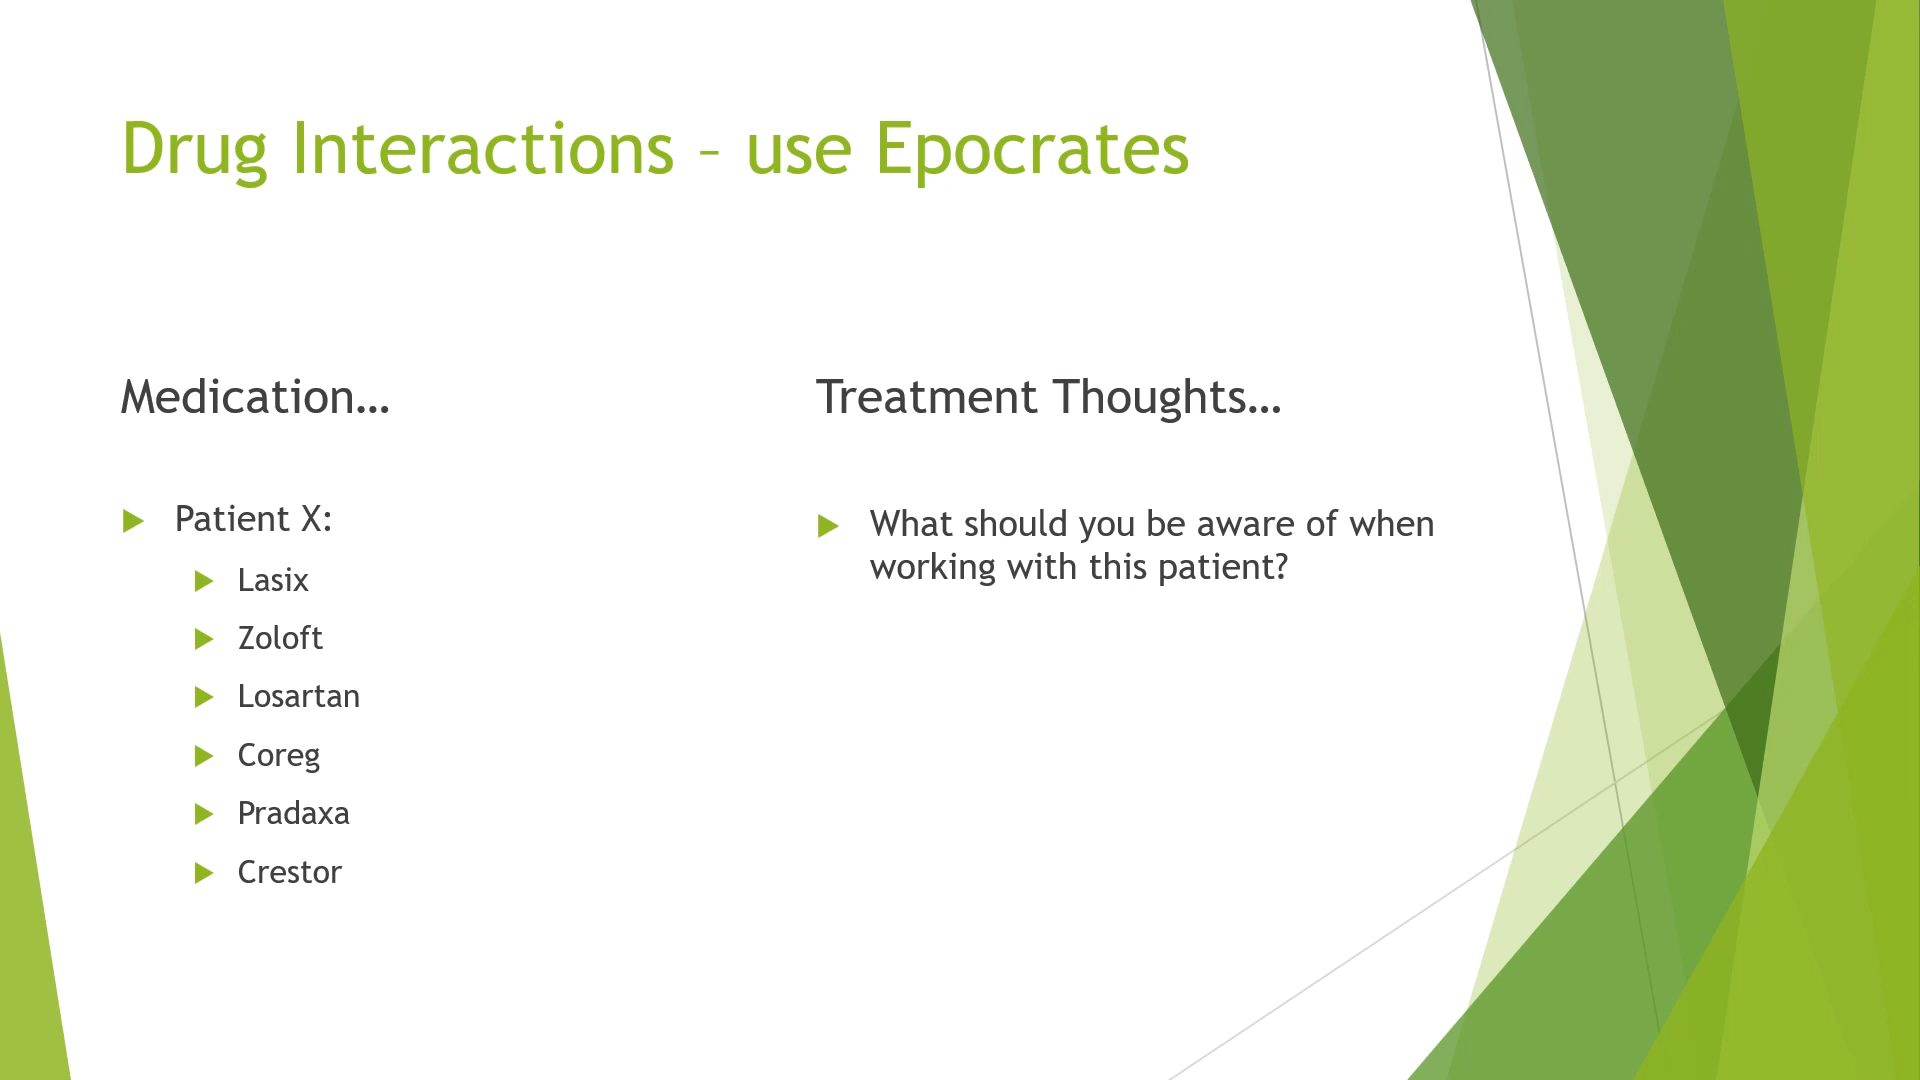 Drug Interactions – use Epocrates
Medication…
Patient X:
Lasix
Zoloft
Losartan
Coreg
Pradaxa
Crestor
Treatment Thoughts…
What should you be aware of when
working with this patient?